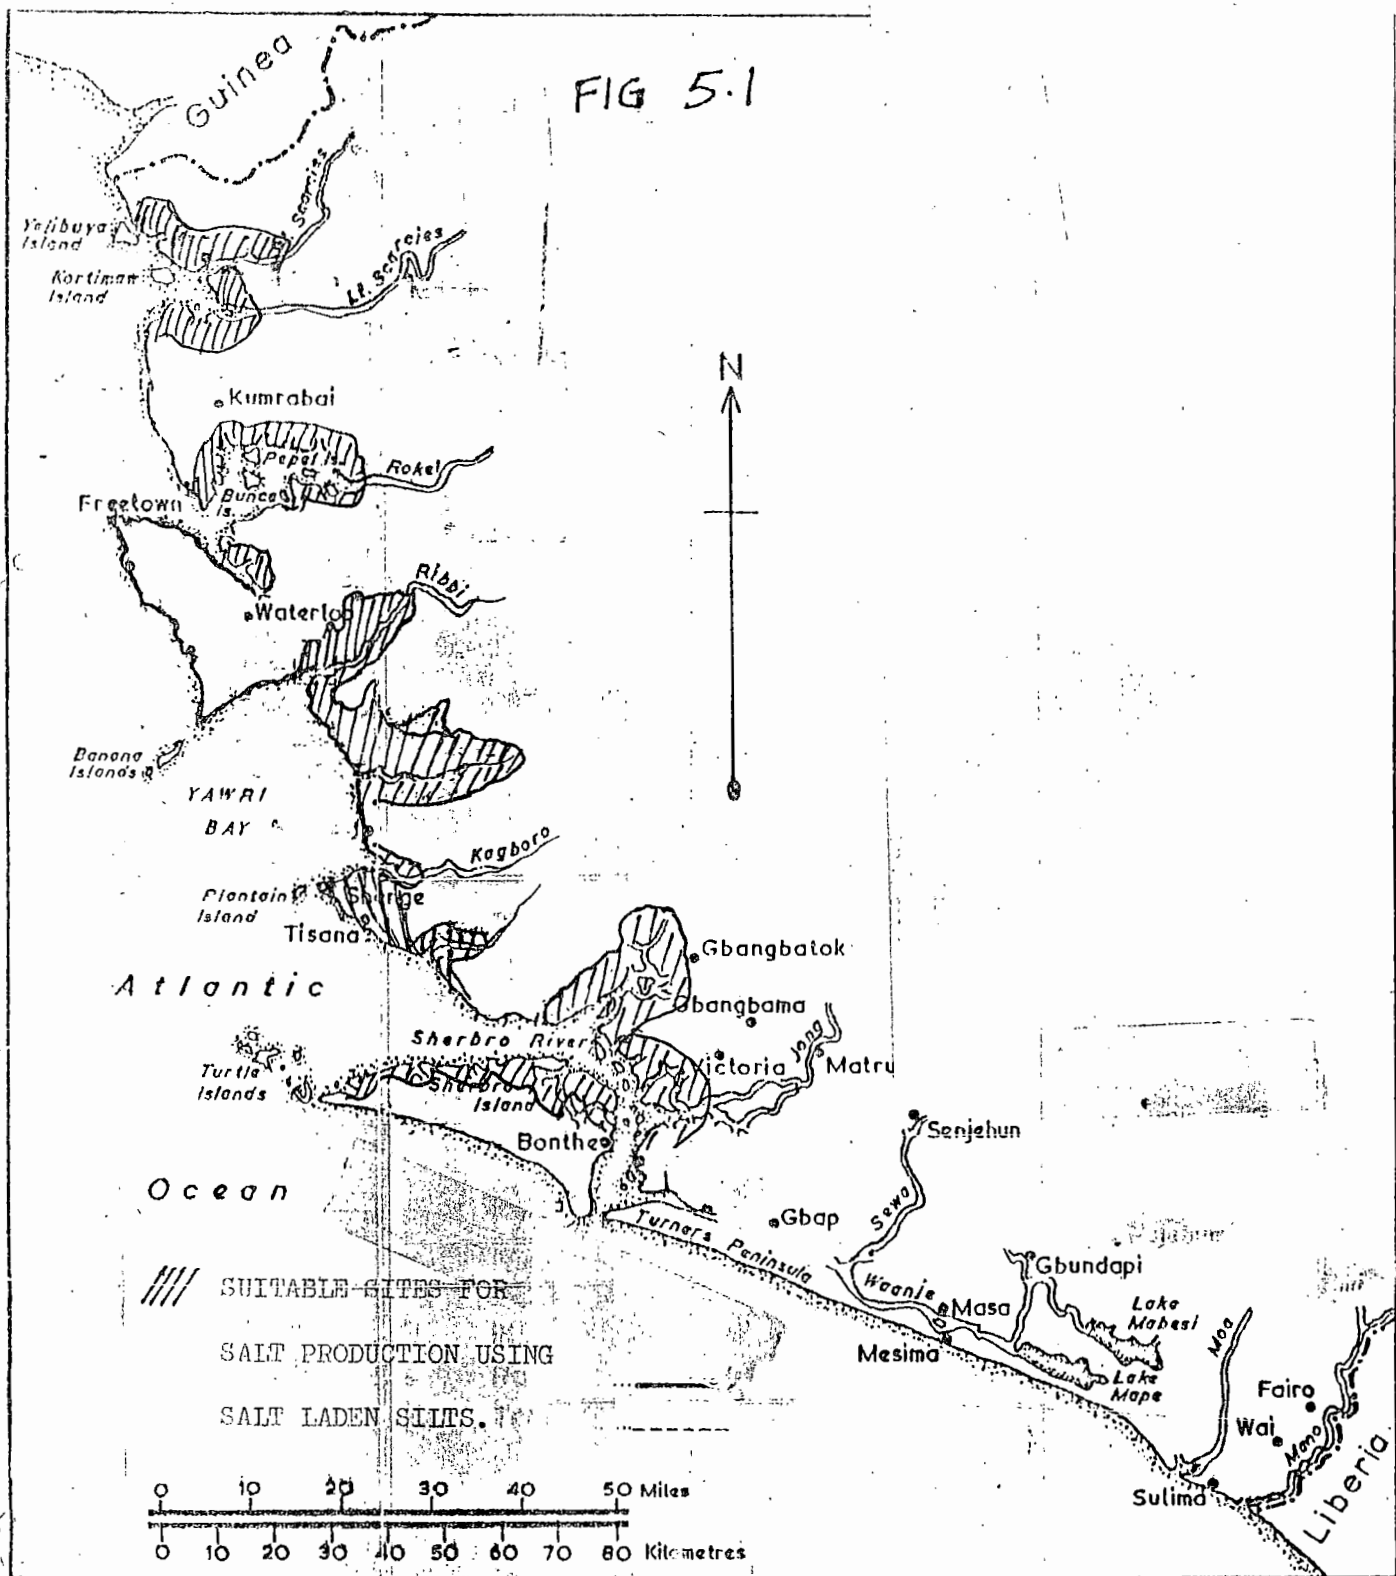 FIG 5.1
Guinea
Scarries
Yelibuya
Island
Kortiman
Island
Lt. Scarcies
N
Kumrabai
Pepel Is.
Rokel
Bunce
Is.
Freetown
Ribbi
Waterloo
Banana
Islands
YAWRI
BAY
Kagboro
Plantain
Island
Shenge
Tisana
Gbangbatok
Atlantic
Gbangbama
Sherbro River
Jong
Victoria
Matru
Turtle
Islands
Sherbro
Island
Senjehun
Bonthe
Ocean
Sewa
Gbap
Turners Peninsula
Gbundapi
Waanje
Masa
Lake
Mabesi
Moa
Mesima
Lake
Mape
Fairo
Wai
Mano
Sulima
Liberia
SUITABLE SITES FOR
SALT PRODUCTION USING
SALT LADEN SILTS.
0 10 20 30 40 50 Miles
0 10 20 30 40 50 60 70 80 Kilometres